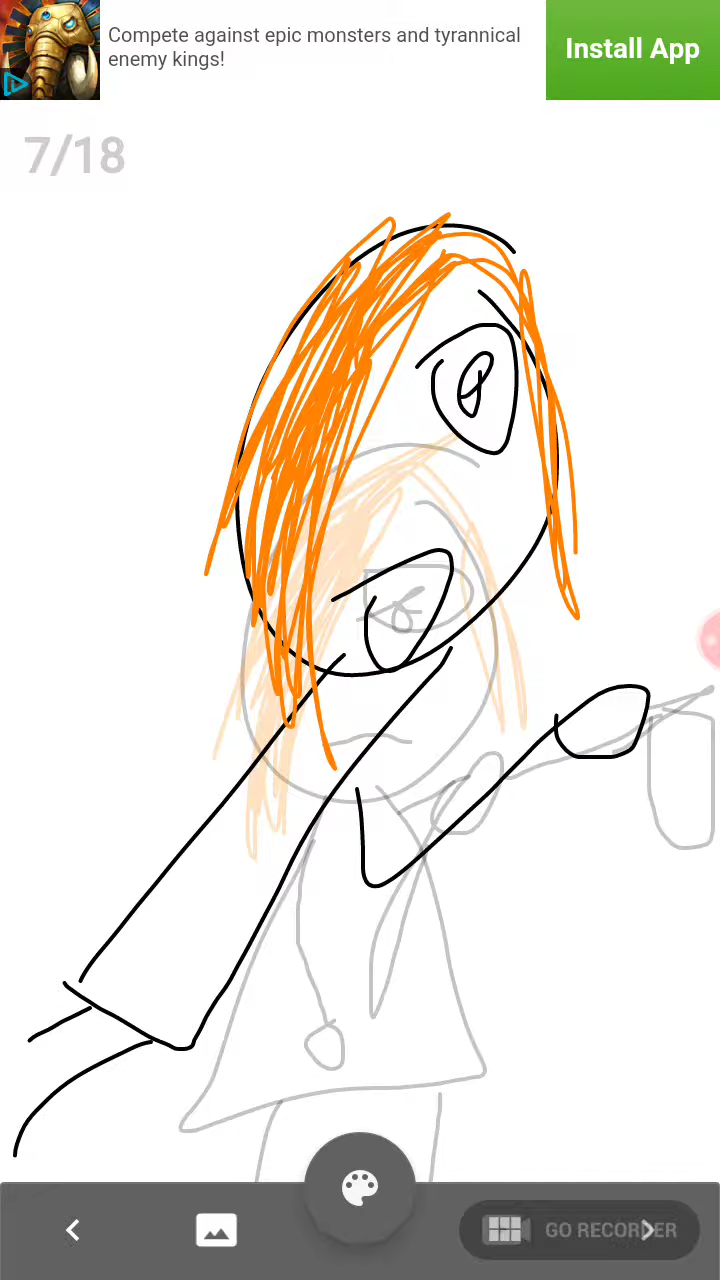 Compete against epic monsters and tyrannical
enemy kings!
Install App
7/18
GO RECORDER